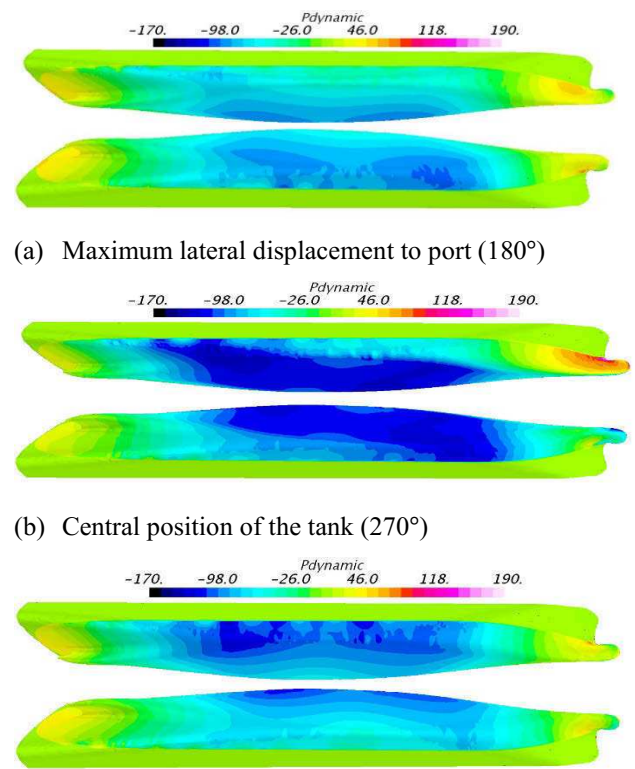 Pdynamic
-170. -98.0 -26.0 46.0 118. 190.
(a) Maximum lateral displacement to port (180°)
Pdynamic
-170. -98.0 -26.0 46.0 118. 190.
(b) Central position of the tank (270°)
Pdynamic
-170. -98.0 -26.0 46.0 118. 190.